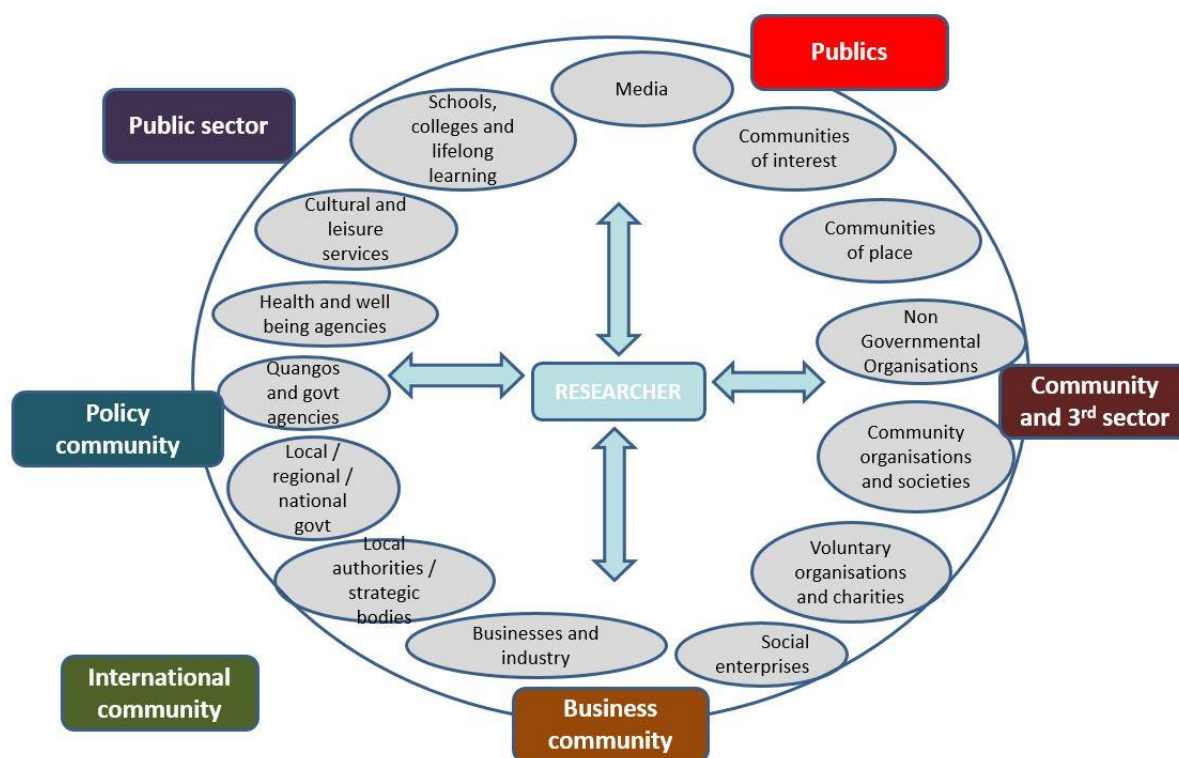 Publics
Media
Public sector
Schools,
colleges and
lifelong
learning
Communities
of interest
Cultural and
leisure
services
Communities
of place
Health and well
being agencies
Non
Governmental
Organisations
Quangos
and govt
agencies
RESEARCHER
Community
and 3rd sector
Policy
community
Local /
regional /
national
govt
Community
organisations
and societies
Local
authorities /
strategic
bodies
Voluntary
organisations
and charities
Businesses and
industry
Social
enterprises
International
community
Business
community